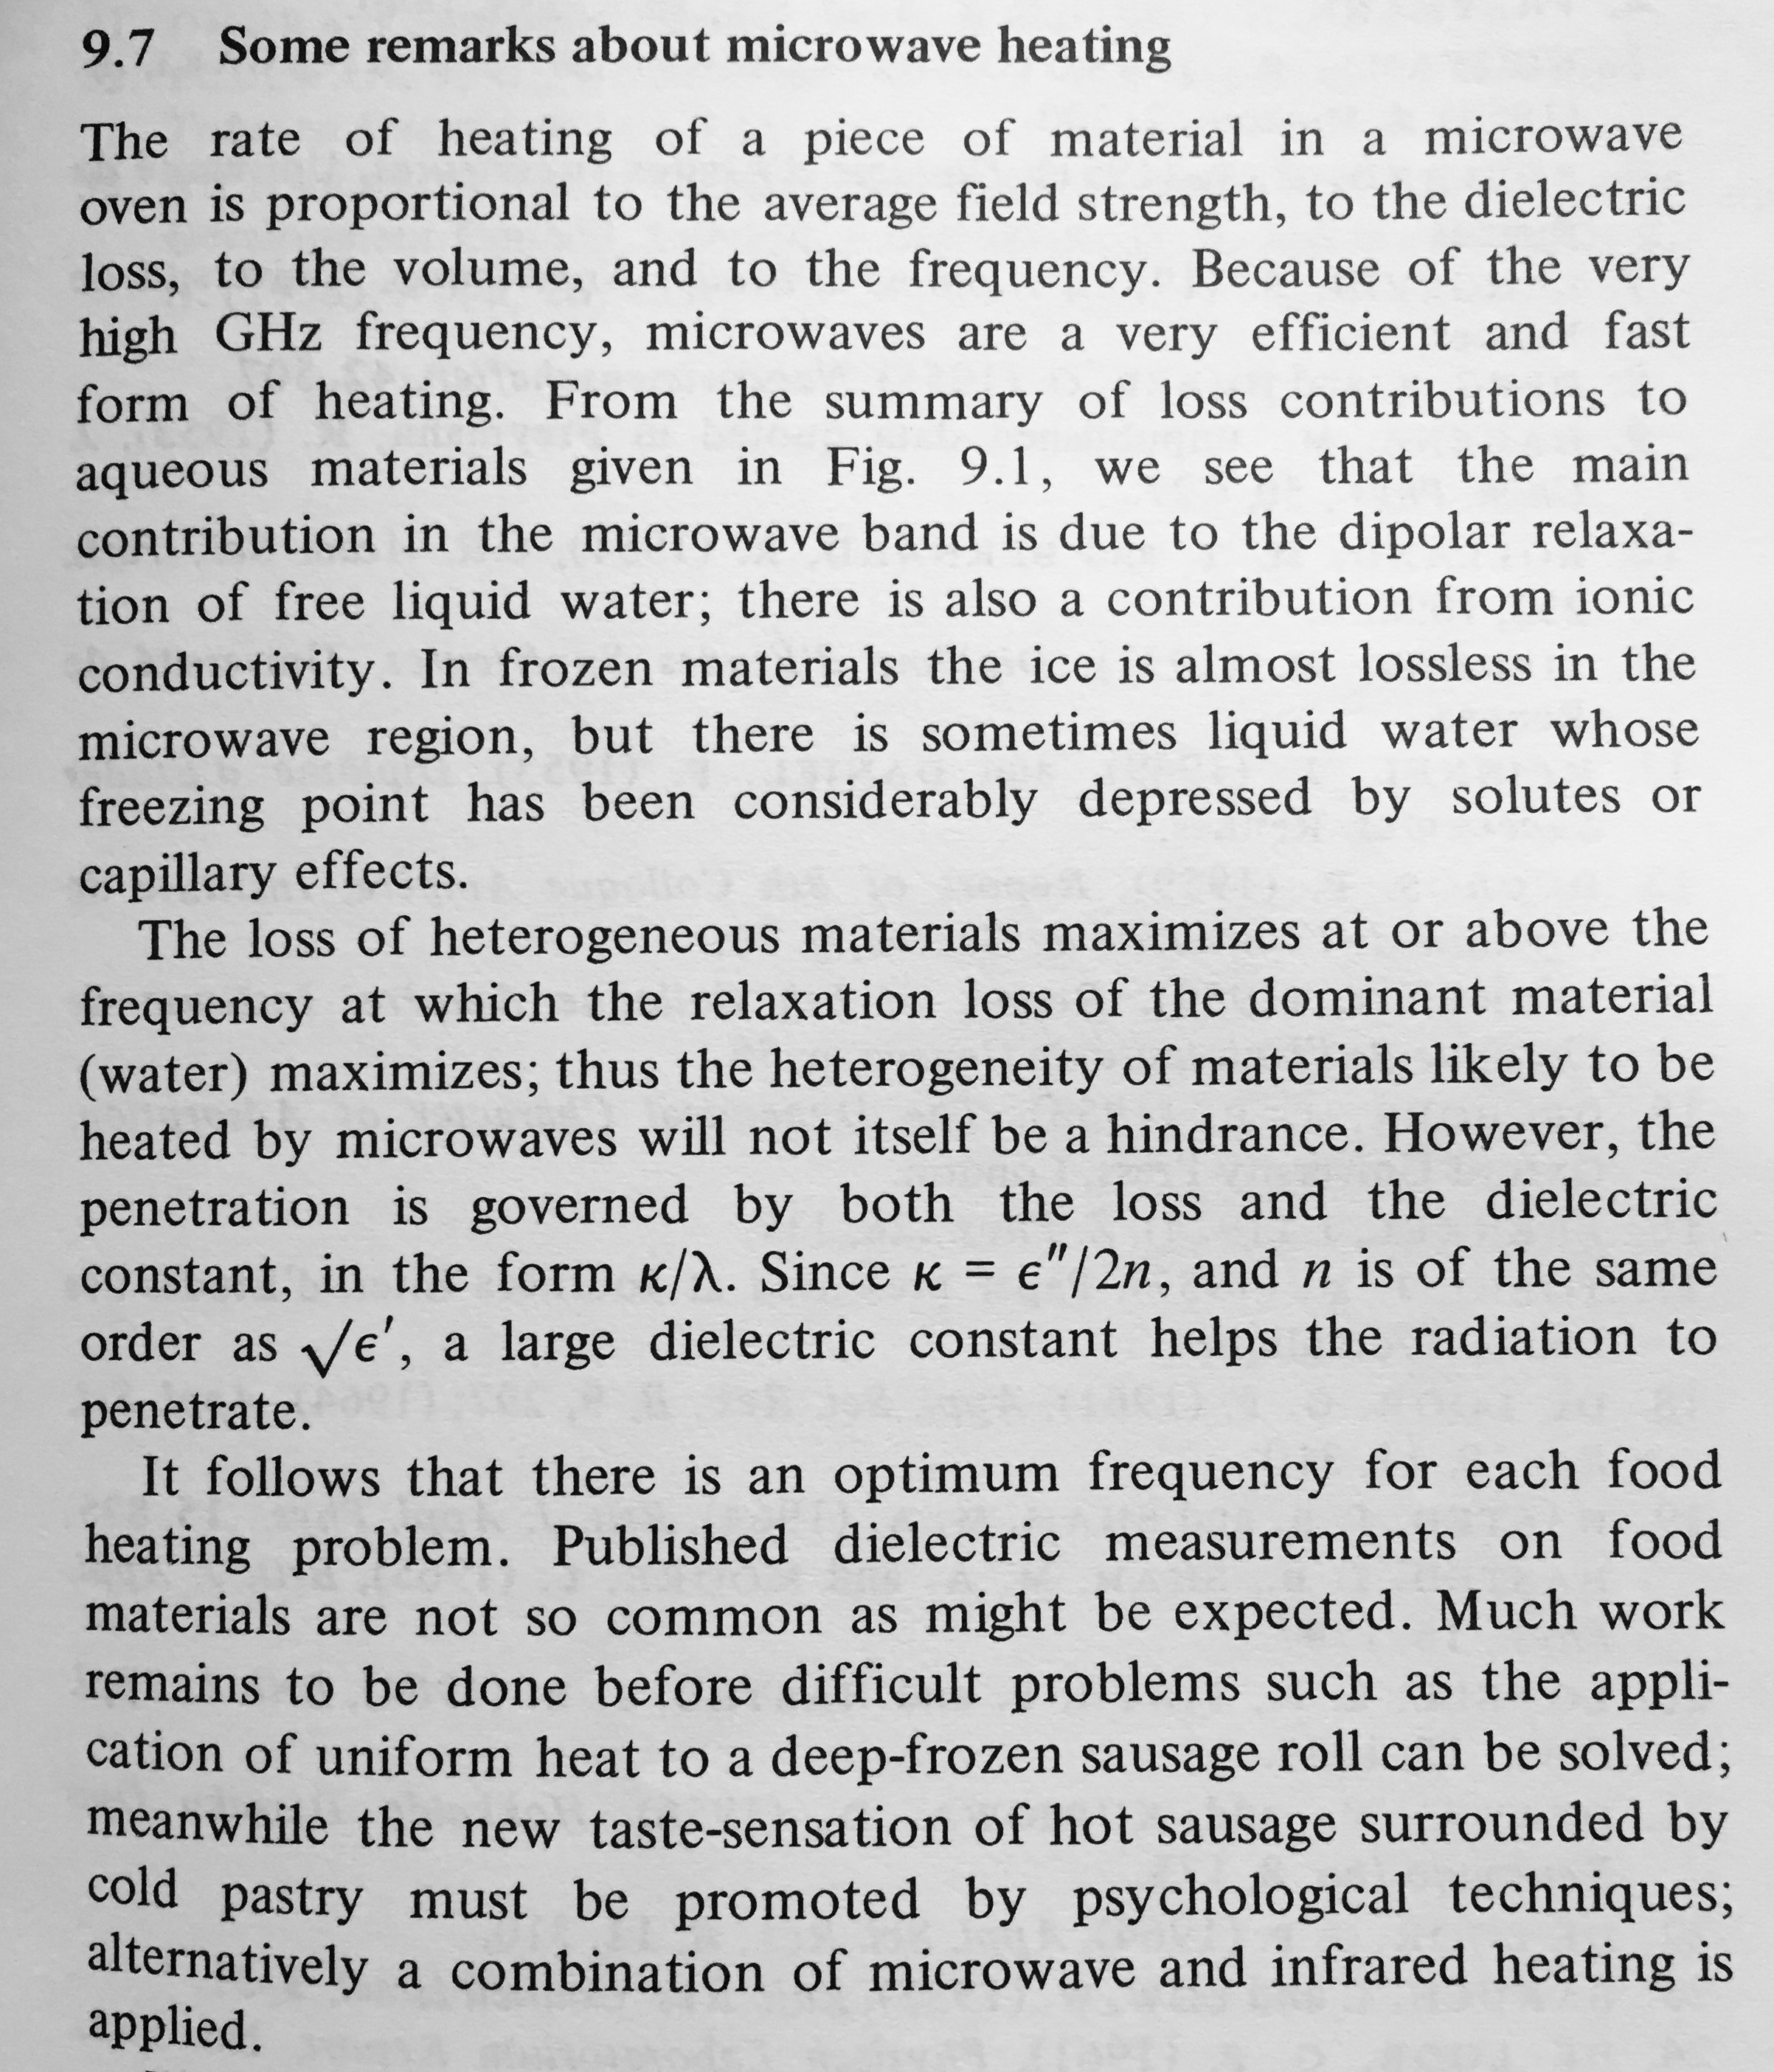 9.7 Some remarks about microwave heating
The rate of heating of a piece of material in a microwave
oven is proportional to the average field strength, to the dielectric
loss, to the volume, and to the frequency. Because of the very
high GHz frequency, microwaves are a very efficient and fast
form of heating. From the summary of loss contributions to
aqueous materials given in Fig. 9.1, we see that the main
contribution in the microwave band is due to the dipolar relaxa-
tion of free liquid water; there is also a contribution from ionic
conductivity. In frozen materials the ice is almost lossless in the
microwave region, but there is sometimes liquid water whose
freezing point has been considerably depressed by solutes or
capillary effects.
The loss of heterogeneous materials maximizes at or above the
frequency at which the relaxation loss of the dominant material
(water) maximizes; thus the heterogeneity of materials likely to be
heated by microwaves will not itself be a hindrance. However, the
penetration is governed by both the loss and the dielectric
constant, in the form κ/λ. Since κ = ϵ″/2n, and n is of the same
order as √ϵ′, a large dielectric constant helps the radiation to
penetrate.
It follows that there is an optimum frequency for each food
heating problem. Published dielectric measurements on food
materials are not so common as might be expected. Much work
remains to be done before difficult problems such as the appli-
cation of uniform heat to a deep-frozen sausage roll can be solved;
meanwhile the new taste-sensation of hot sausage surrounded by
cold pastry must be promoted by psychological techniques;
alternatively a combination of microwave and infrared heating is
applied.